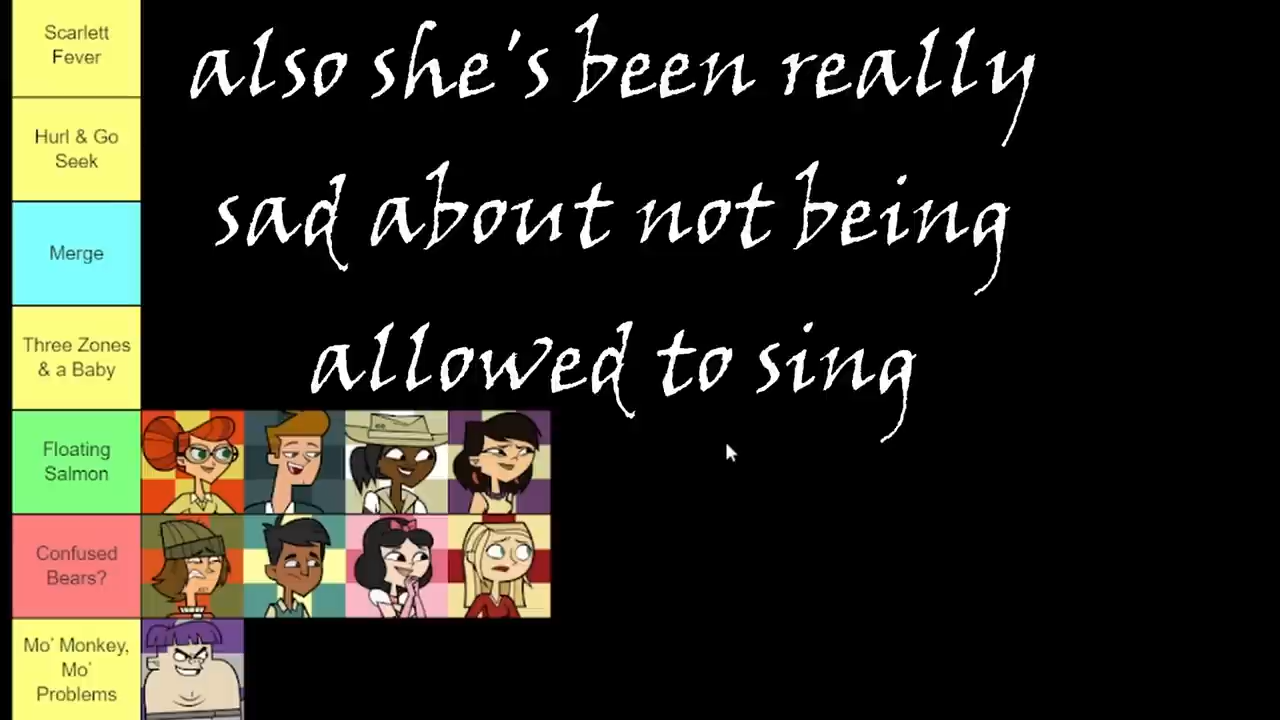 Scarlett
Fever
also she's been really
Hurl & Go
Seek
sad about not being
Merge
Three Zones
& a Baby
allowed to sing
Floating
Salmon
Confused
Bears?
Mo' Monkey,
Mo'
Problems